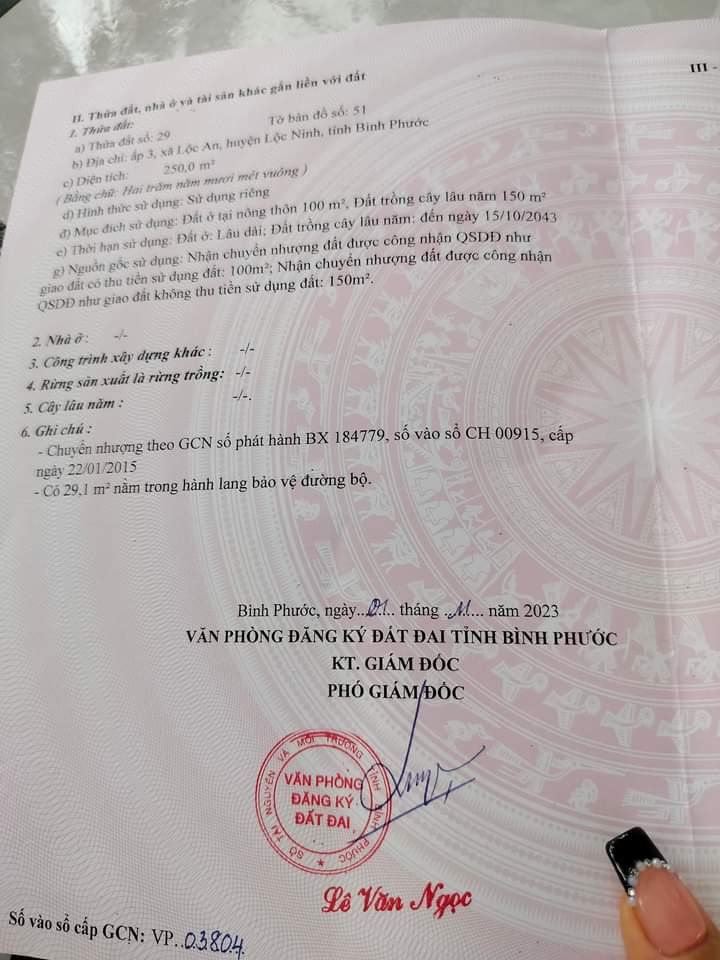 III -
II. Thửa đất, nhà ở và tài sản khác gắn liền với đất
1. Thửa đất:
a) Thửa đất số: 29 Tờ bản đồ số: 51
b) Địa chỉ: ấp 3, xã Lộc An, huyện Lộc Ninh, tỉnh Bình Phước
c) Diện tích: 250,0 m²
( Bằng chữ: Hai trăm năm mươi mét vuông )
d) Hình thức sử dụng: Sử dụng riêng
đ) Mục đích sử dụng: Đất ở tại nông thôn 100 m², Đất trồng cây lâu năm 150 m²
e) Thời hạn sử dụng: Đất ở: Lâu dài; Đất trồng cây lâu năm: đến ngày 15/10/2043
g) Nguồn gốc sử dụng: Nhận chuyển nhượng đất được công nhận QSDĐ như
giao đất có thu tiền sử dụng đất: 100m²; Nhận chuyển nhượng đất được công nhận
QSDĐ như giao đất không thu tiền sử dụng đất: 150m².
2. Nhà ở : -/-
3. Công trình xây dựng khác : -/-
4. Rừng sản xuất là rừng trồng: -/-
5. Cây lâu năm : -/-.
6. Ghi chú :
- Chuyển nhượng theo GCN số phát hành BX 184779, số vào sổ CH 00915, cấp
ngày 22/01/2015
- Có 29,1 m² nằm trong hành lang bảo vệ đường bộ.
Bình Phước, ngày..01.. tháng ..11.... năm 2023
VĂN PHÒNG ĐĂNG KÝ ĐẤT ĐAI TỈNH BÌNH PHƯỚC
KT. GIÁM ĐỐC
PHÓ GIÁM ĐỐC
SỞ TÀI NGUYÊN VÀ MÔI TRƯỜNG TỈNH BÌNH PHƯỚC
VĂN PHÒNG
ĐĂNG KÝ
ĐẤT ĐAI
Lê Văn Ngọc
Số vào sổ cấp GCN: VP..03804